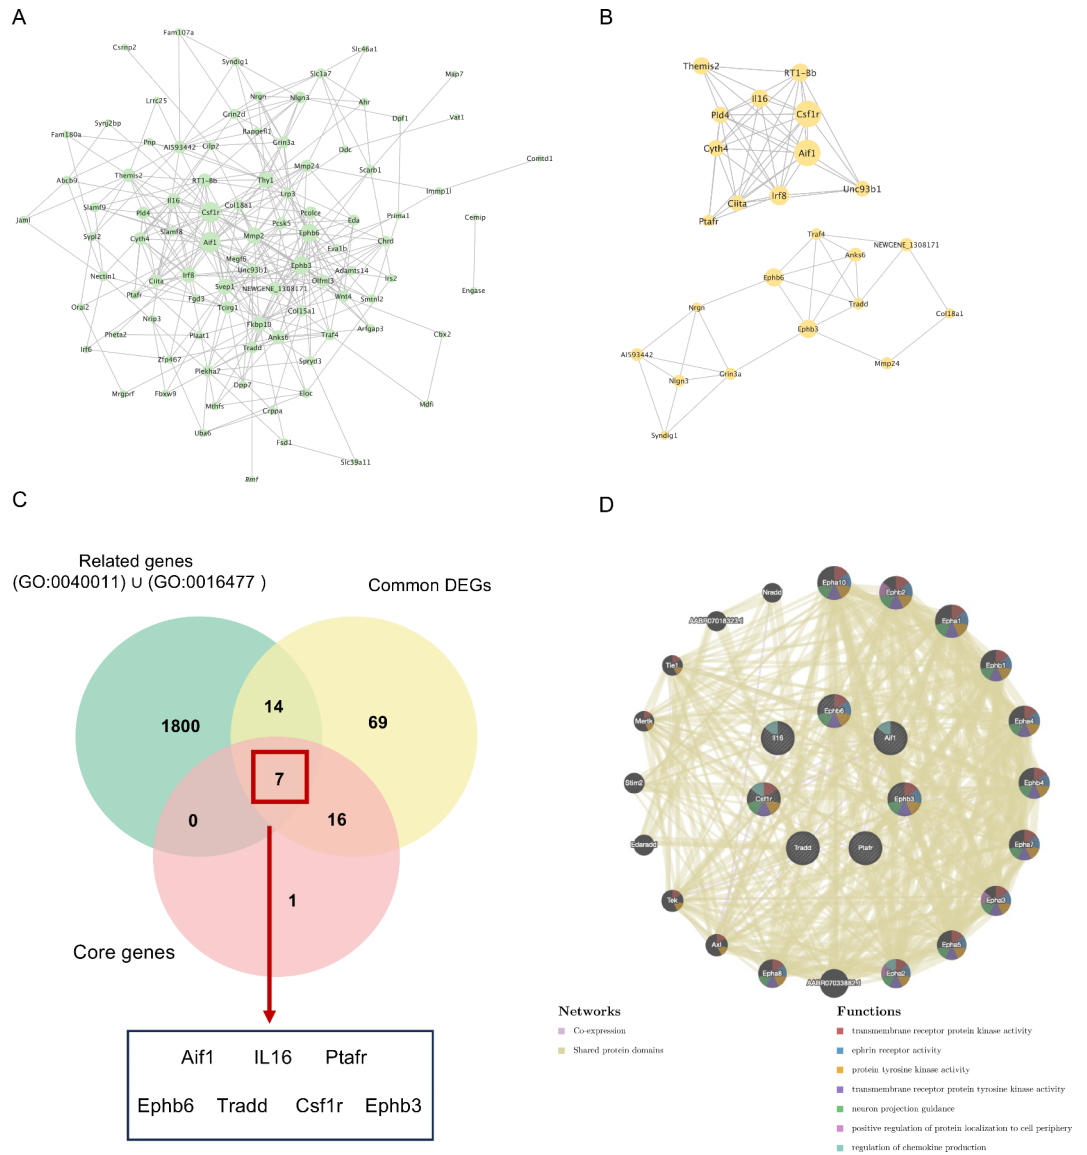 A
B
Fam107a
Csrnp2
Slc46a1
Syndig1
Slc1a7
Map7
Nrgn
Nlgn3
Lrrc25
Ahr
Grin2d
Vat1
Synj2bp
Dpf1
Rapgefl1
Fam180a
Pnp
Grin3a
AI593442
Cilp2
Ddc
Comtd1
Mmp24
Scarb1
Themis2
Abcb9
RT1-Bb
Thy1
Immp1l
Lrp3
Il16
Slamf9
Col18a1
Pld4
Csf1r
Pcolce
Prima1
Jaml
Eda
Cemip
Pcsk5
Slamf8
Ephb6
Sypl2
Cyth4
Mmp2
Aif1
Chrd
Eva1b
Megf6
Ephb3
Unc93b1
Adamts14
Nectin1
Irf8
Irs2
Ciita
Olfml3
Svep1
NEWGENE_1308171
Engase
Ptafr
Wnt4
Smtnl2
Fgd3
Orai2
Tcirg1
Col15a1
Nrip3
Fkbp10
Arfgap3
Pheta2
Plaat1
Anks6
Traf4
Cbx2
Irf6
Tradd
Zfp467
Spryd3
Plekha7
Dpp7
Mrgprf
Fbxw9
Eloc
Mthfs
Mdfi
Crppa
Uba6
Fsd1
Slc39a11
Bmf
Themis2
RT1-Bb
Il16
Csf1r
Pld4
Cyth4
Aif1
Unc93b1
Irf8
Ciita
Ptafr
Traf4
NEWGENE_1308171
Anks6
Ephb6
Tradd
Nrgn
Col18a1
Ephb3
AI593442
Mmp24
Grin3a
Nlgn3
Syndig1
C
Related genes
(GO:0040011) ∪ (GO:0016477 )
Common DEGs
1800
14
69
7
0
16
1
Core genes
Aif1 IL16 Ptafr
Ephb6 Tradd Csf1r Ephb3
D
Epha10
Nradd
Ephb2
AABR07018323.1
Epha1
Tie1
Ephb1
Ephb6
Mertk
Epha4
Il16
Aif1
Stim2
Ephb4
Csf1r
Ephb3
Edaradd
Tradd
Ptafr
Epha7
Tek
Epha3
Axl
Epha5
Epha8
AABR07033882.1
Epha2
Networks
Co-expression
Shared protein domains
Functions
transmembrane receptor protein kinase activity
ephrin receptor activity
protein tyrosine kinase activity
transmembrane receptor protein tyrosine kinase activity
neuron projection guidance
positive regulation of protein localization to cell periphery
regulation of chemokine production